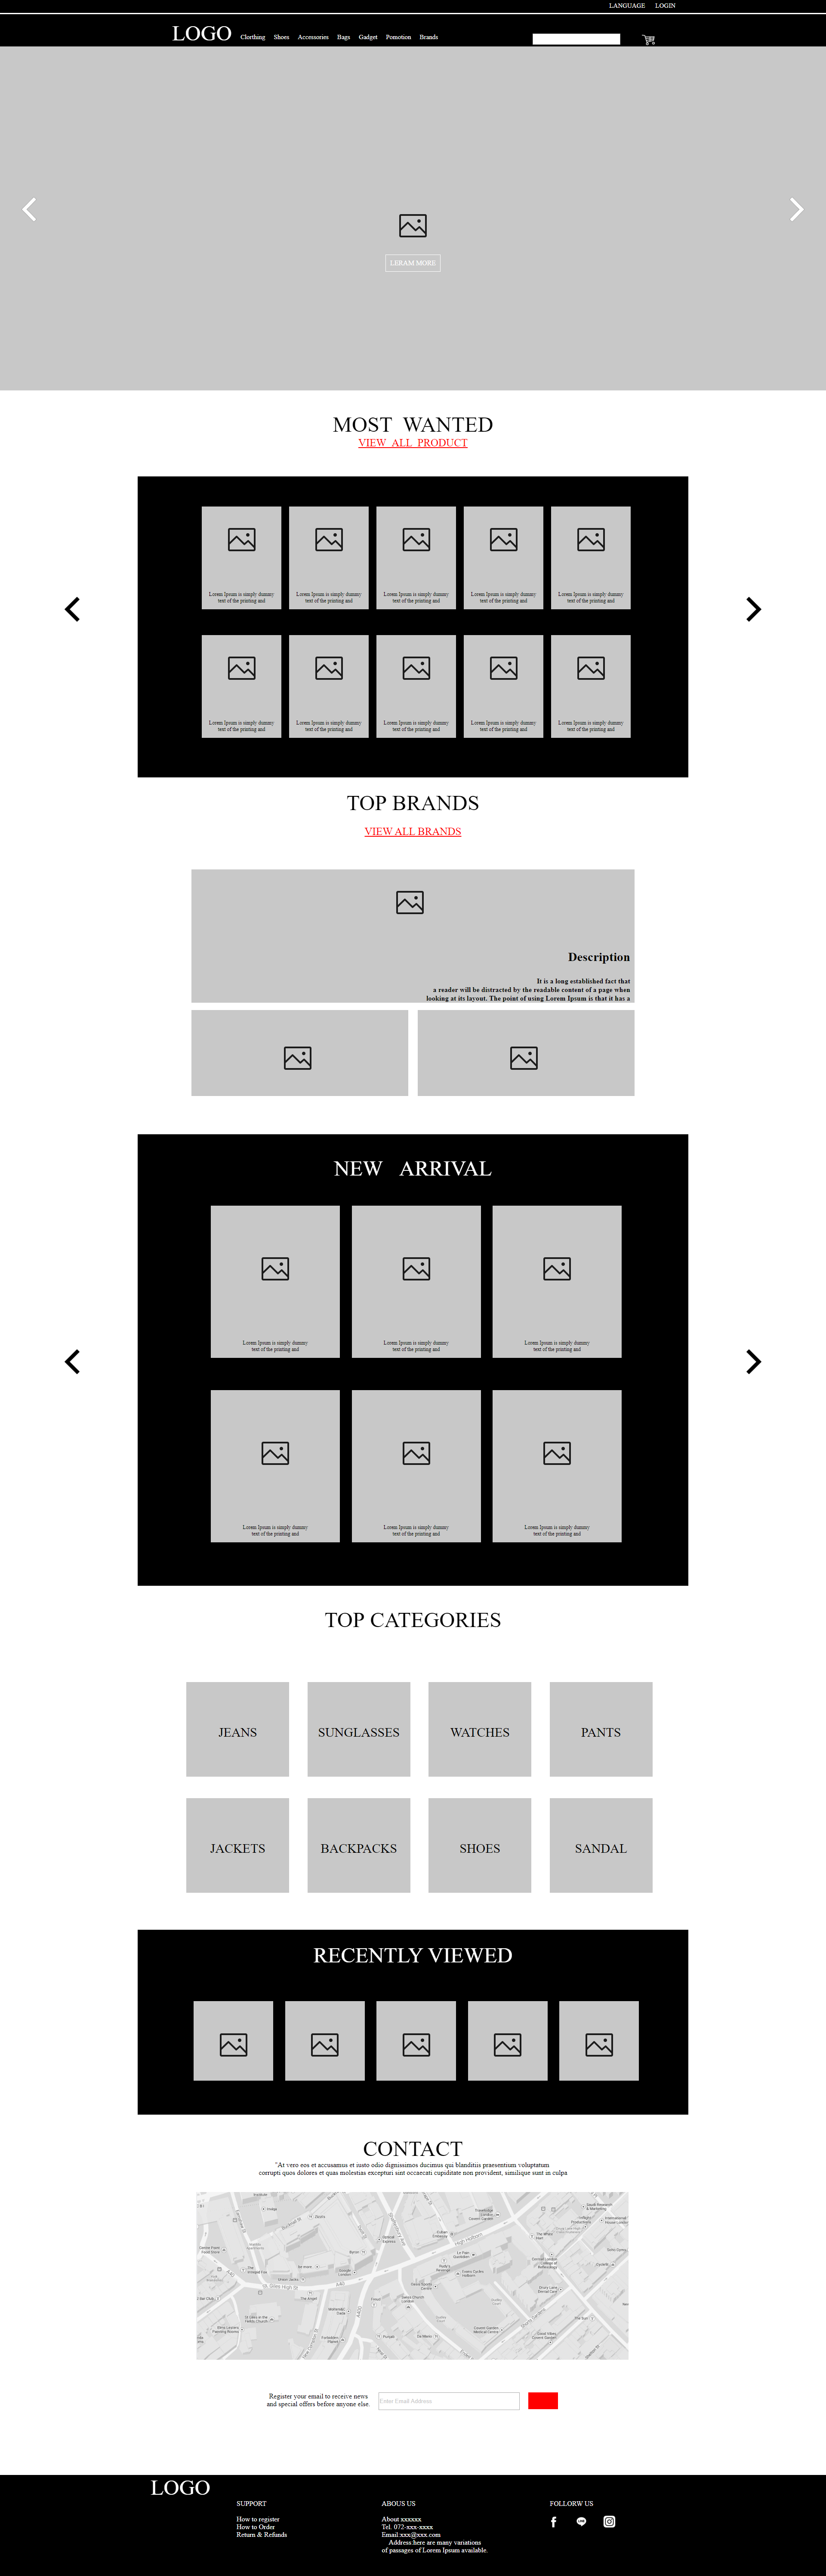 LANGUAGE LOGIN
LOGO Clorthing Shoes Accessories Bags Gadget Pomotion Brands
LERAM MORE
MOST WANTED
VIEW ALL PRODUCT
Lorem Ipsum is simply dummy Lorem Ipsum is simply dummy Lorem Ipsum is simply dummy Lorem Ipsum is simply dummy Lorem Ipsum is simply dummy
text of the printing and text of the printing and text of the printing and text of the printing and text of the printing and
Lorem Ipsum is simply dummy Lorem Ipsum is simply dummy Lorem Ipsum is simply dummy Lorem Ipsum is simply dummy Lorem Ipsum is simply dummy
text of the printing and text of the printing and text of the printing and text of the printing and text of the printing and
TOP BRANDS
VIEW ALL BRANDS
Description
It is a long established fact that
a reader will be distracted by the readable content of a page when
looking at its layout. The point of using Lorem Ipsum is that it has a
NEW ARRIVAL
Lorem Ipsum is simply dummy Lorem Ipsum is simply dummy Lorem Ipsum is simply dummy
text of the printing and text of the printing and text of the printing and
Lorem Ipsum is simply dummy Lorem Ipsum is simply dummy Lorem Ipsum is simply dummy
text of the printing and text of the printing and text of the printing and
TOP CATEGORIES
JEANS SUNGLASSES WATCHES PANTS
JACKETS BACKPACKS SHOES SANDAL
RECENTLY VIEWED
CONTACT
"At vero eos et accusamus et iusto odio dignissimos ducimus qui blanditiis praesentium voluptatum
corrupti quos dolores et quas molestias excepturi sint occaecati cupiditate non provident, similique sunt in culpa
Register your email to receive news
and special offers before anyone else.
Enter Email Address
LOGO
SUPPORT
How to register
How to Order
Return & Refunds
ABOUS US
About xxxxxx
Tel. 072-xxx-xxxx
Email:xxx@xxx.com
Address:here are many variations
of passages of Lorem Ipsum available.
FOLLORW US